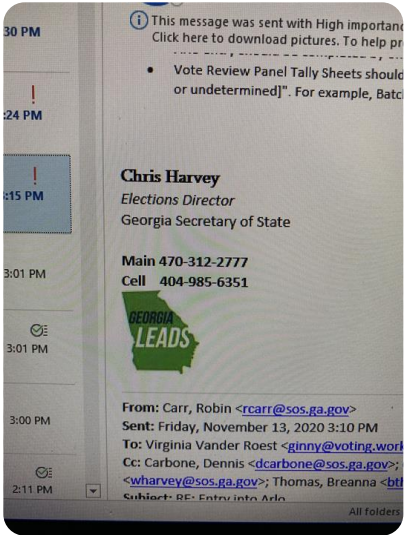 This message was sent with High importanc
Click here to download pictures. To help pr
30 PM
Vote Review Panel Tally Sheets should
or undetermined]". For example, Batc
:24 PM
:15 PM
Chris Harvey
Elections Director
Georgia Secretary of State
Main 470-312-2777
Cell 404-985-6351
3:01 PM
GEORGIA
LEADS
3:01 PM
From: Carr, Robin <rcarr@sos.ga.gov>
Sent: Friday, November 13, 2020 3:10 PM
3:00 PM
To: Virginia Vander Roest <ginny@voting.work
Cc: Carbone, Dennis <dcarbone@sos.ga.gov>;
<wharvey@sos.ga.gov>; Thomas, Breanna <bth
Subject: RE: Entry into Arlo
2:11 PM
All folders